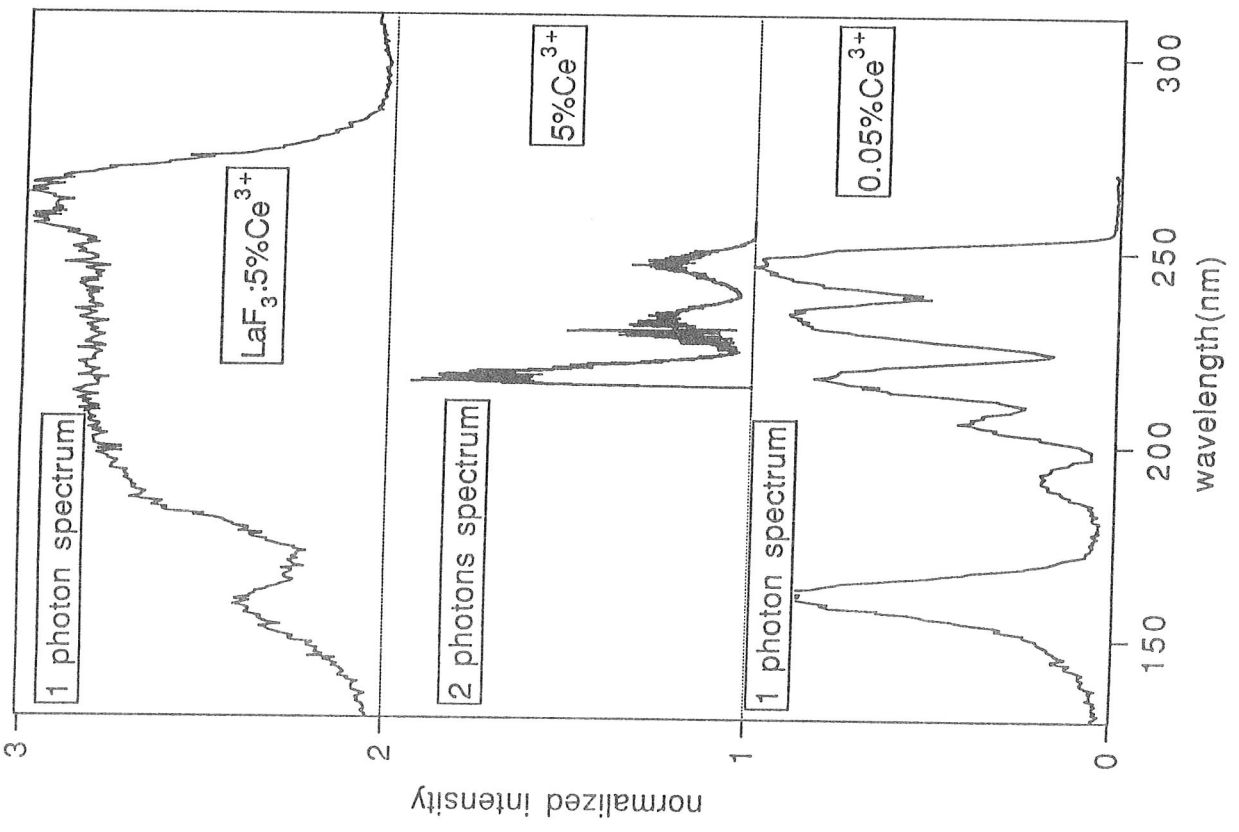 3
2
1
0
normalized intensity
1 photon spectrum
LaF₃:5%Ce³⁺
2 photons spectrum
5%Ce³⁺
1 photon spectrum
0.05%Ce³⁺
150
200
250
300
wavelength(nm)